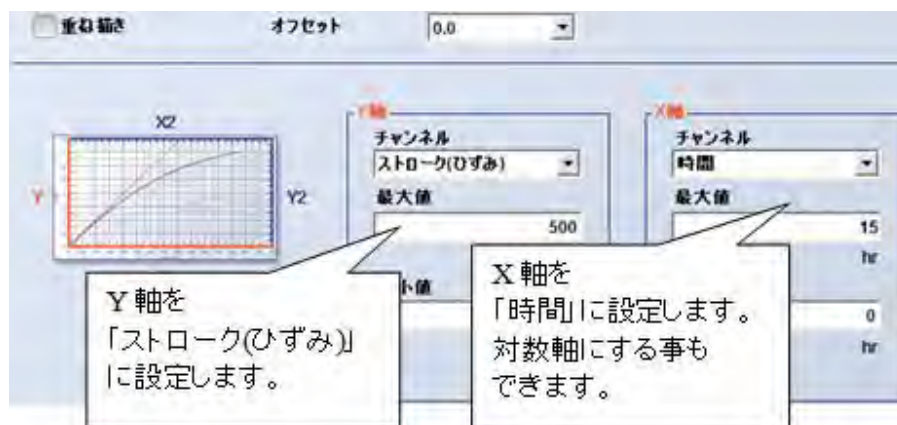 重ね描き オフセット 0.0
X2
Y
Y2
Y軸
チャンネル
ストローク(ひずみ)
最大値
500
ト値
X軸
チャンネル
時間
最大値
15
hr
0
hr
Y 軸を
「ストローク(ひずみ)」
に設定します。
X 軸を
「時間」に設定します。
対数軸にする事も
できます。